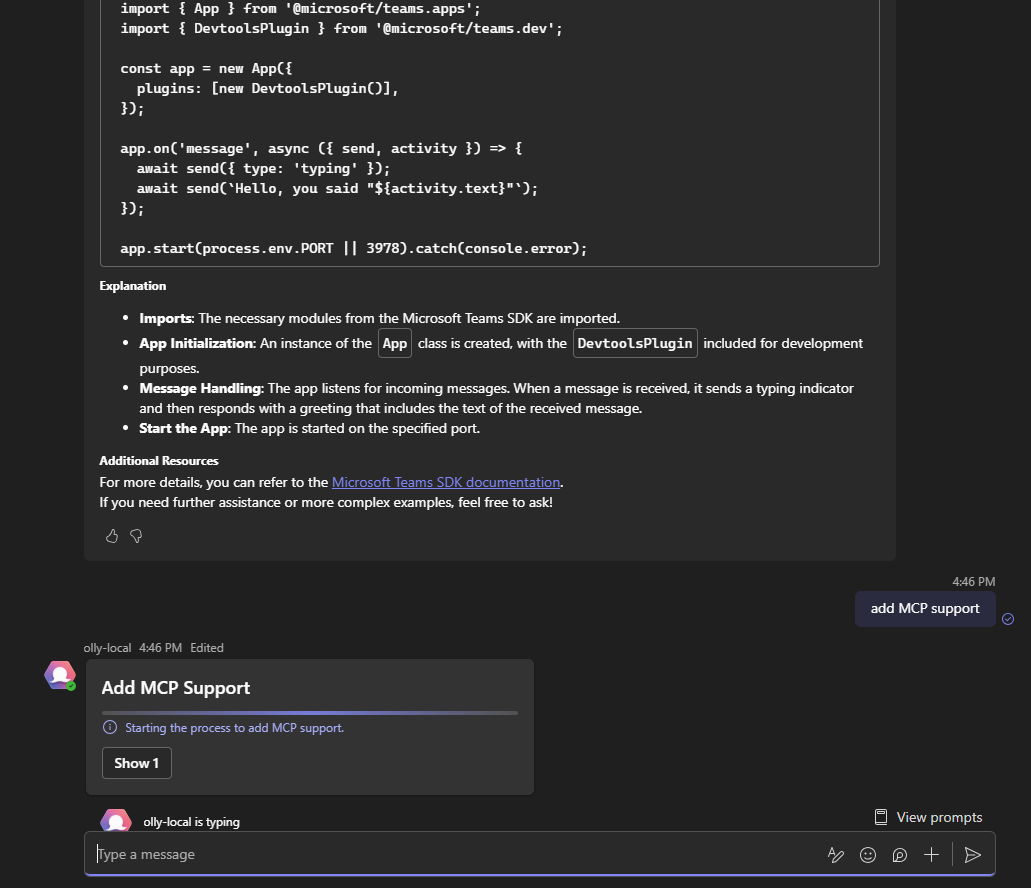 import { App } from '@microsoft/teams.apps';
import { DevtoolsPlugin } from '@microsoft/teams.dev';
const app = new App({
plugins: [new DevtoolsPlugin()],
});
app.on('message', async ({ send, activity }) => {
await send({ type: 'typing' });
await send(`Hello, you said "${activity.text}"`);
});
app.start(process.env.PORT || 3978).catch(console.error);
Explanation
• Imports: The necessary modules from the Microsoft Teams SDK are imported.
• App Initialization: An instance of the App class is created, with the DevtoolsPlugin included for development
purposes.
• Message Handling: The app listens for incoming messages. When a message is received, it sends a typing indicator
and then responds with a greeting that includes the text of the received message.
• Start the App: The app is started on the specified port.
Additional Resources
For more details, you can refer to the Microsoft Teams SDK documentation.
If you need further assistance or more complex examples, feel free to ask!
4:46 PM
add MCP support
olly-local 4:46 PM Edited
Add MCP Support
Starting the process to add MCP support.
Show 1
olly-local is typing
View prompts
Type a message